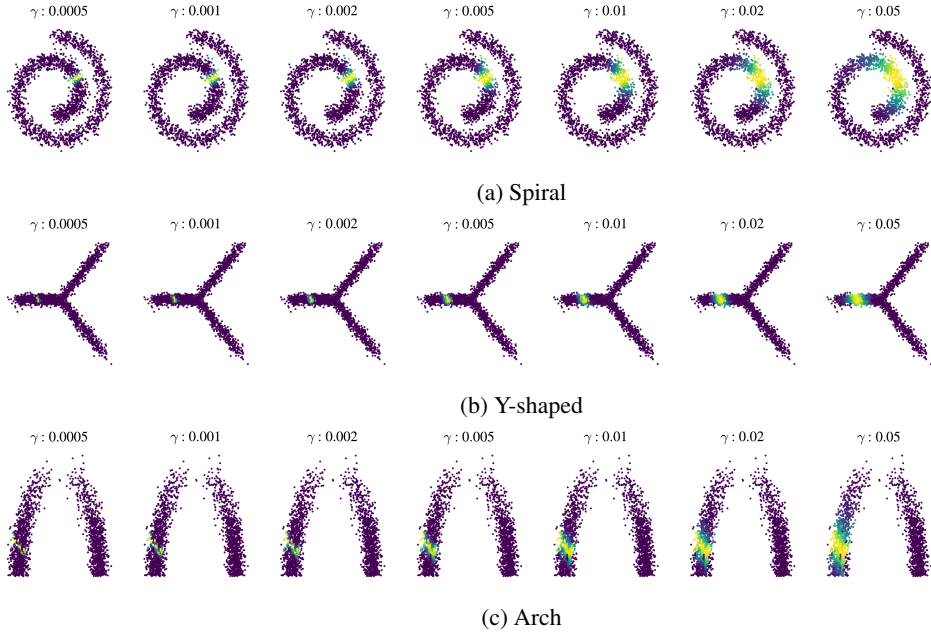 γ : 0.0005 γ : 0.001 γ : 0.002 γ : 0.005 γ : 0.01 γ : 0.02 γ : 0.05
(a) Spiral
γ : 0.0005 γ : 0.001 γ : 0.002 γ : 0.005 γ : 0.01 γ : 0.02 γ : 0.05
(b) Y-shaped
γ : 0.0005 γ : 0.001 γ : 0.002 γ : 0.005 γ : 0.01 γ : 0.02 γ : 0.05
(c) Arch